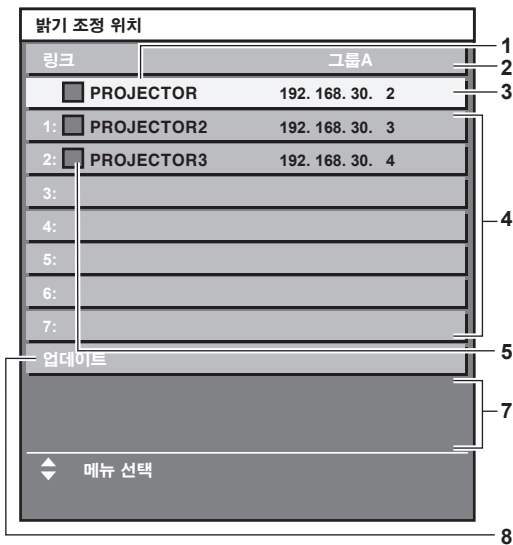 밝기 조정 위치
링크 그룹A
PROJECTOR 192. 168. 30. 2
1: PROJECTOR2 192. 168. 30. 3
2: PROJECTOR3 192. 168. 30. 4
3:
4:
5:
6:
7:
업데이트
메뉴 선택
1
2
3
4
5
7
8